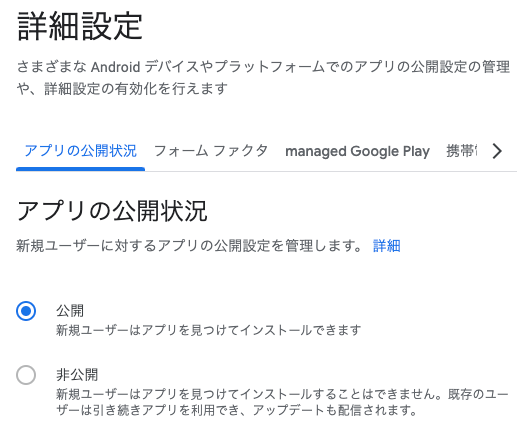 詳細設定
さまざまな Android デバイスやプラットフォームでのアプリの公開設定の管理
や、詳細設定の有効化を行えます
アプリの公開状況 フォーム ファクタ managed Google Play 携帯
アプリの公開状況
新規ユーザーに対するアプリの公開設定を管理します。 詳細
公開
新規ユーザーはアプリを見つけてインストールできます
非公開
新規ユーザーはアプリを見つけてインストールすることはできません。既存のユ
ーザーは引き続きアプリを利用でき、アップデートも配信されます。